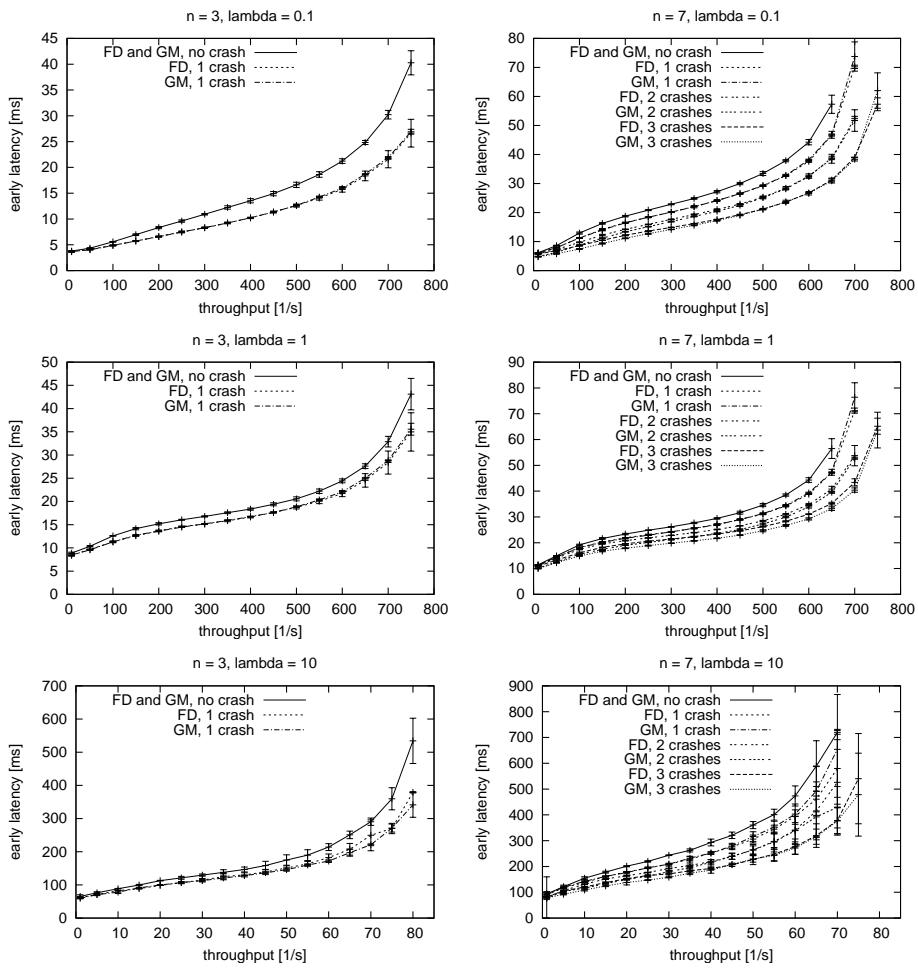 n = 3, lambda = 0.1
early latency [ms]
45
40
35
30
25
20
15
10
5
0
FD and GM, no crash
FD, 1 crash
GM, 1 crash
0 100 200 300 400 500 600 700 800
throughput [1/s]
n = 7, lambda = 0.1
early latency [ms]
80
70
60
50
40
30
20
10
0
FD and GM, no crash
FD, 1 crash
GM, 1 crash
FD, 2 crashes
GM, 2 crashes
FD, 3 crashes
GM, 3 crashes
0 100 200 300 400 500 600 700 800
throughput [1/s]
n = 3, lambda = 1
early latency [ms]
50
45
40
35
30
25
20
15
10
5
0
FD and GM, no crash
FD, 1 crash
GM, 1 crash
0 100 200 300 400 500 600 700 800
throughput [1/s]
n = 7, lambda = 1
early latency [ms]
90
80
70
60
50
40
30
20
10
0
FD and GM, no crash
FD, 1 crash
GM, 1 crash
FD, 2 crashes
GM, 2 crashes
FD, 3 crashes
GM, 3 crashes
0 100 200 300 400 500 600 700 800
throughput [1/s]
n = 3, lambda = 10
early latency [ms]
700
600
500
400
300
200
100
0
FD and GM, no crash
FD, 1 crash
GM, 1 crash
0 10 20 30 40 50 60 70 80
throughput [1/s]
n = 7, lambda = 10
early latency [ms]
900
800
700
600
500
400
300
200
100
0
FD and GM, no crash
FD, 1 crash
GM, 1 crash
FD, 2 crashes
GM, 2 crashes
FD, 3 crashes
GM, 3 crashes
0 10 20 30 40 50 60 70 80
throughput [1/s]